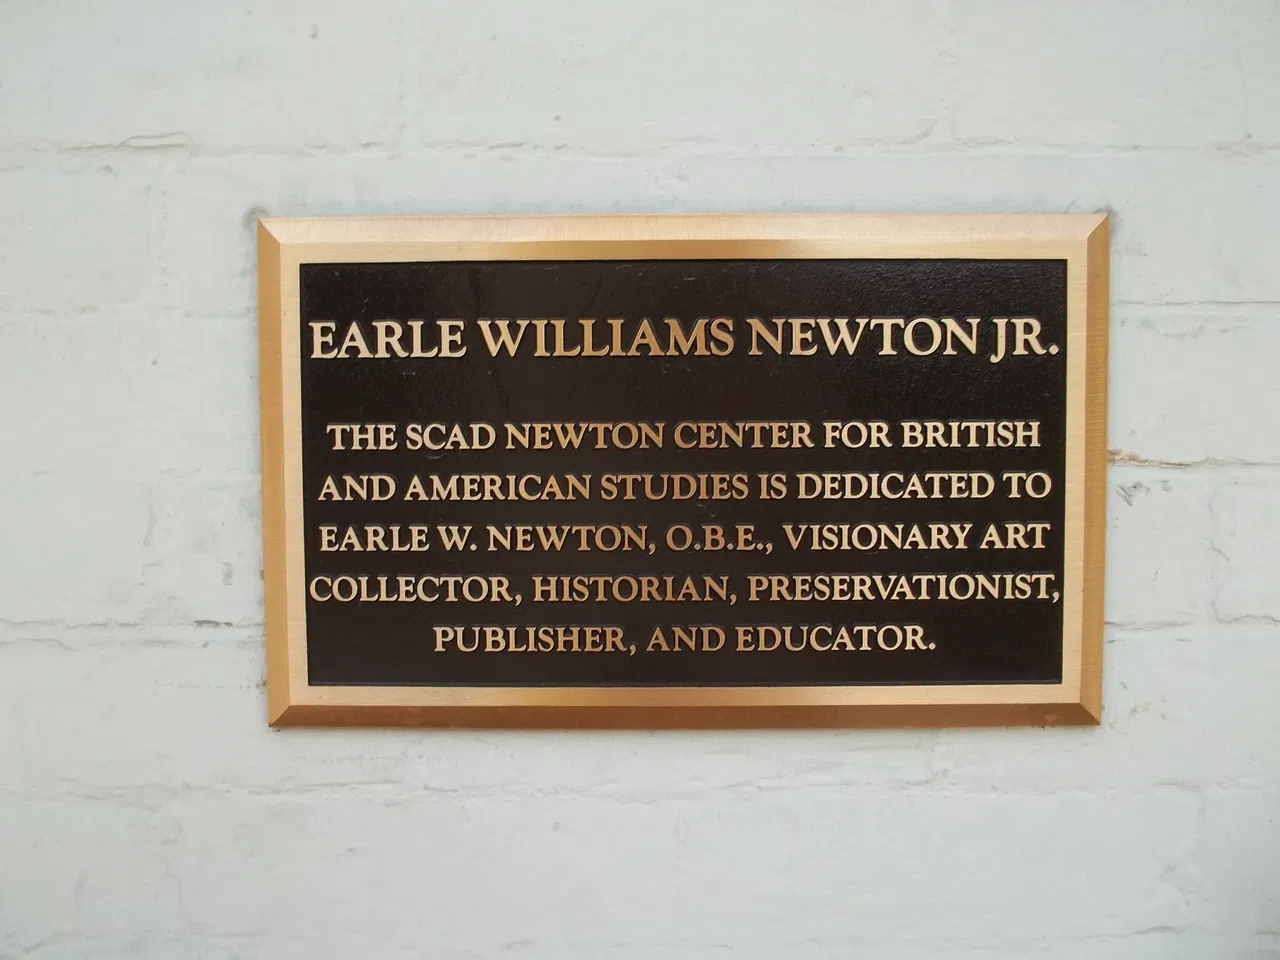 EARLE WILLIAMS NEWTON JR.
THE SCAD NEWTON CENTER FOR BRITISH
AND AMERICAN STUDIES IS DEDICATED TO
EARLE W. NEWTON, O.B.E., VISIONARY ART
COLLECTOR, HISTORIAN, PRESERVATIONIST,
PUBLISHER, AND EDUCATOR.